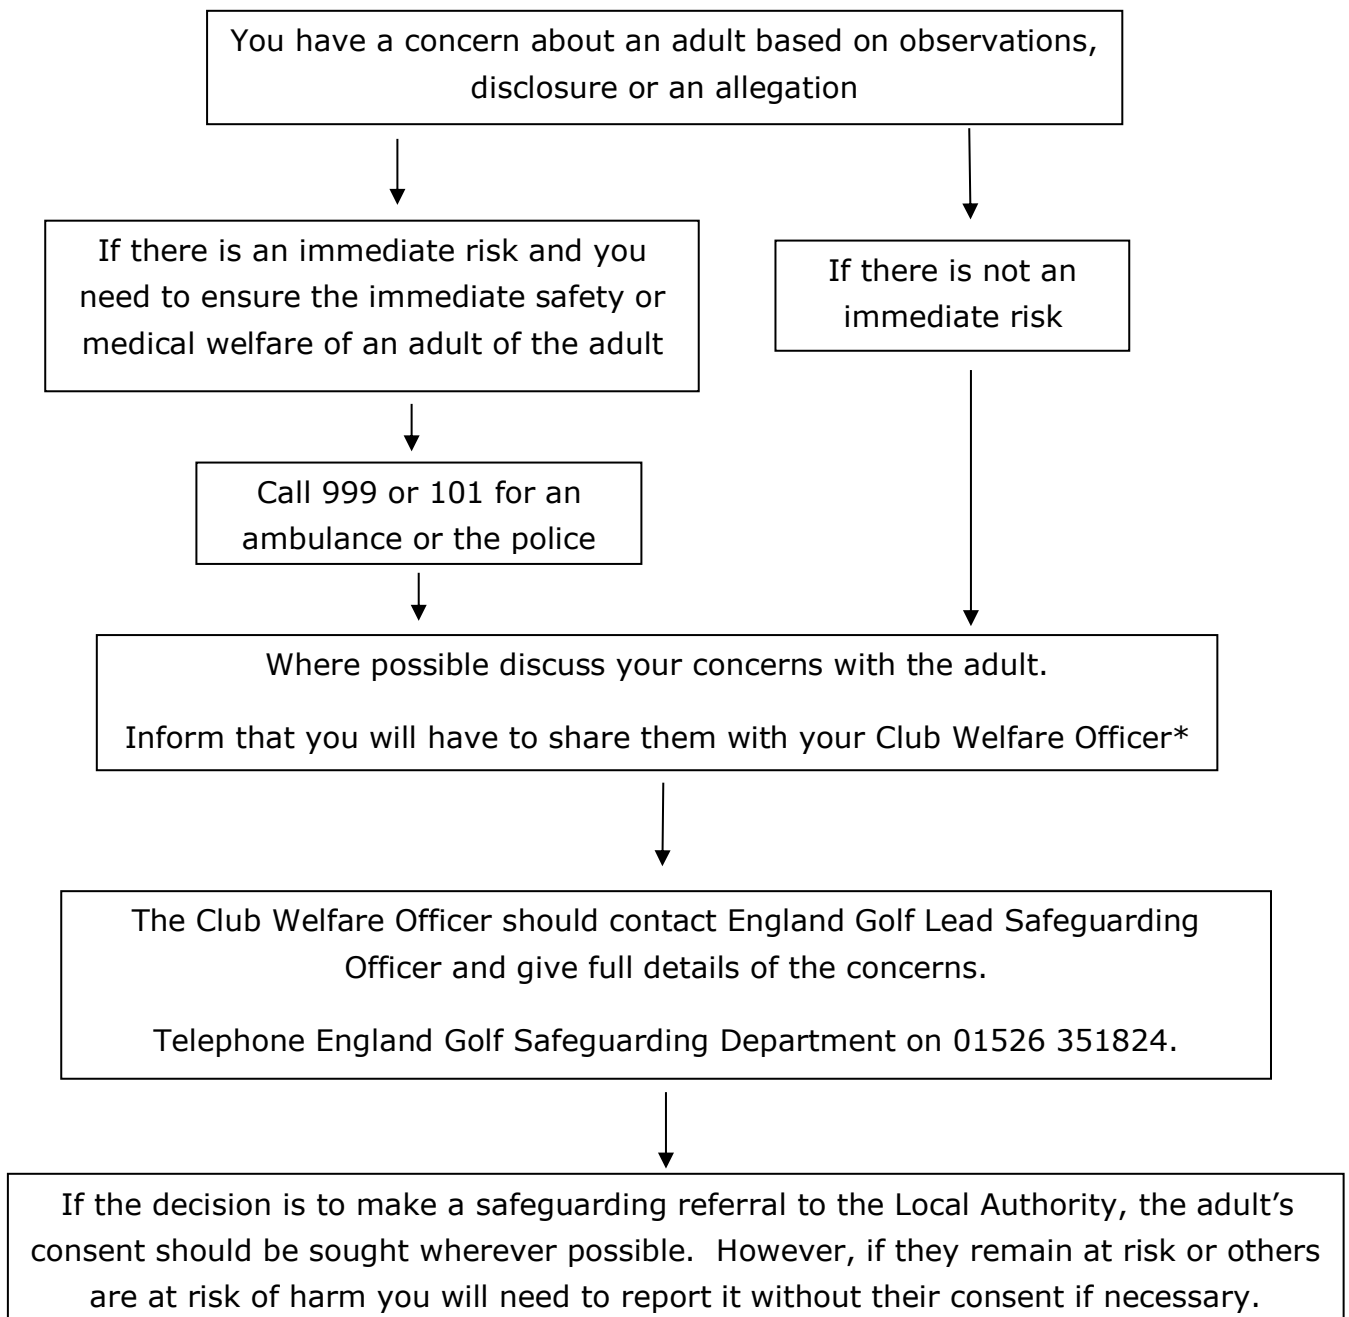 You have a concern about an adult based on observations,
disclosure or an allegation
If there is an immediate risk and you
need to ensure the immediate safety or
medical welfare of an adult of the adult
If there is not an
immediate risk
Call 999 or 101 for an
ambulance or the police
Where possible discuss your concerns with the adult.
Inform that you will have to share them with your Club Welfare Officer*
The Club Welfare Officer should contact England Golf Lead Safeguarding
Officer and give full details of the concerns.
Telephone England Golf Safeguarding Department on 01526 351824.
If the decision is to make a safeguarding referral to the Local Authority, the adult’s
consent should be sought wherever possible.  However, if they remain at risk or others
are at risk of harm you will need to report it without their consent if necessary.